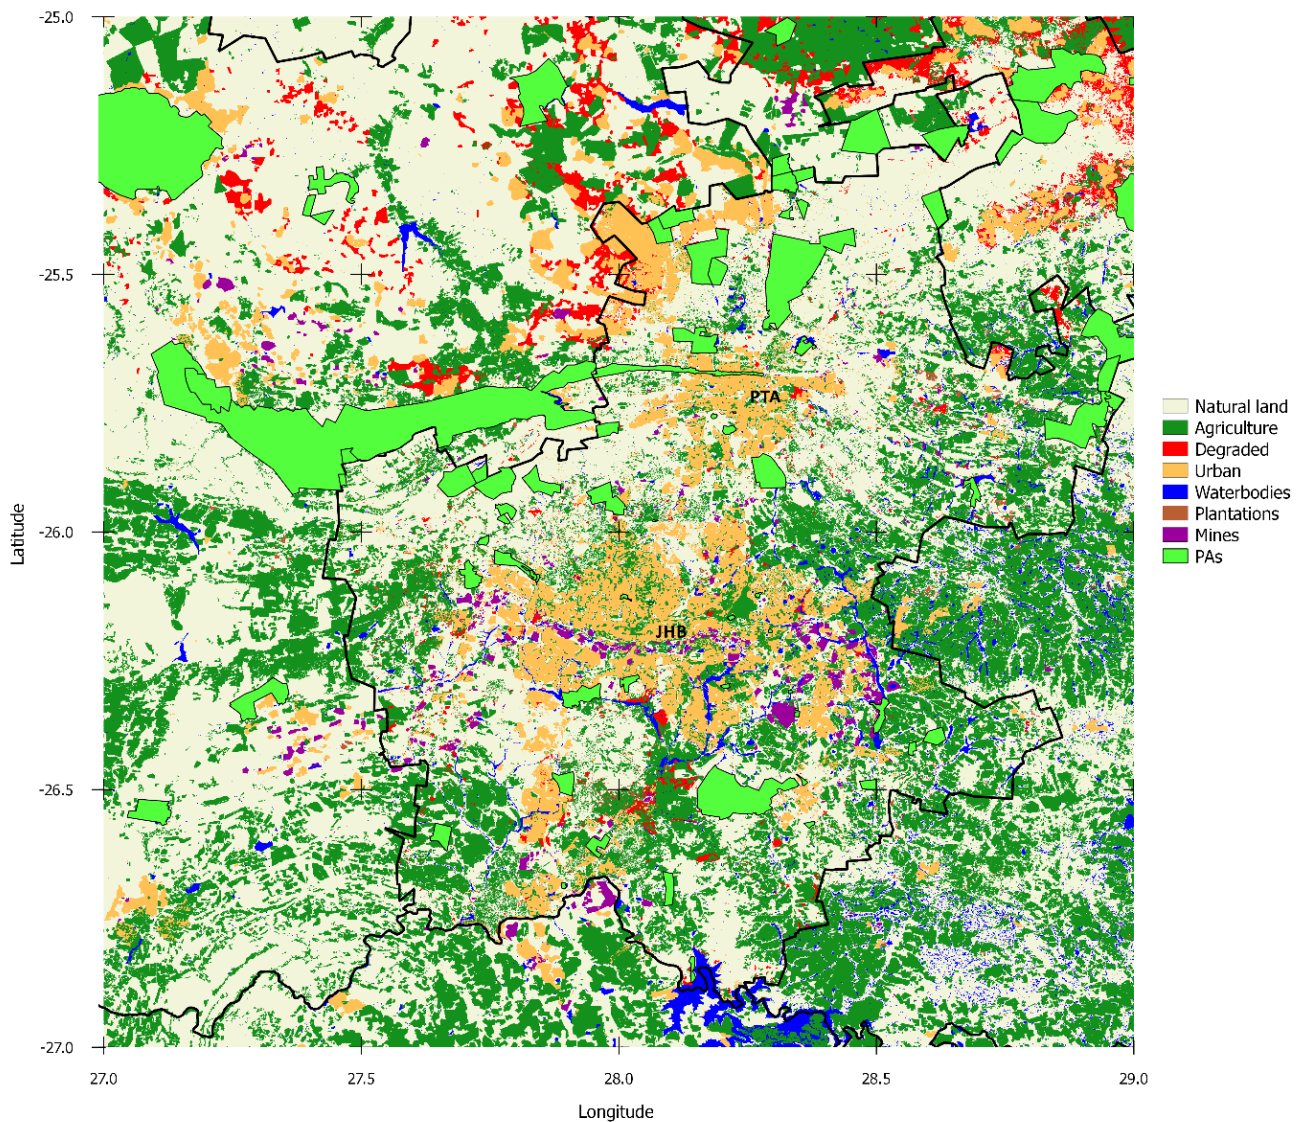 -25.0
-25.5
-26.0
-26.5
-27.0
Latitude
PTA
JHB
27.0
27.5
28.0
28.5
29.0
Longitude
Natural land
Agriculture
Degraded
Urban
Waterbodies
Plantations
Mines
PAs